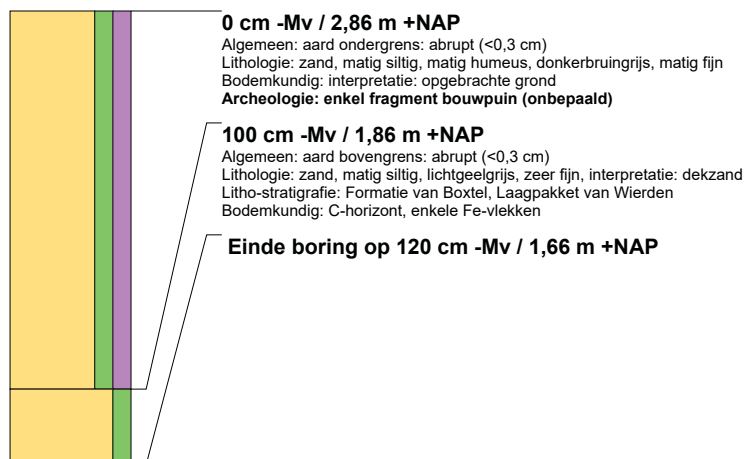 0 cm -Mv / 2,86 m +NAP
Algemeen: aard ondergrens: abrupt (<0,3 cm)
Lithologie: zand, matig siltig, matig humeus, donkerbruingrijs, matig fijn
Bodemkundig: interpretatie: opgebrachte grond
Archeologie: enkel fragment bouwpuin (onbepaald)
100 cm -Mv / 1,86 m +NAP
Algemeen: aard bovengrens: abrupt (<0,3 cm)
Lithologie: zand, matig siltig, lichtgeelgrijs, zeer fijn, interpretatie: dekzand
Litho-stratigrafie: Formatie van Boxtel, Laagpakket van Wierden
Bodemkundig: C-horizont, enkele Fe-vlekken
Einde boring op 120 cm -Mv / 1,66 m +NAP